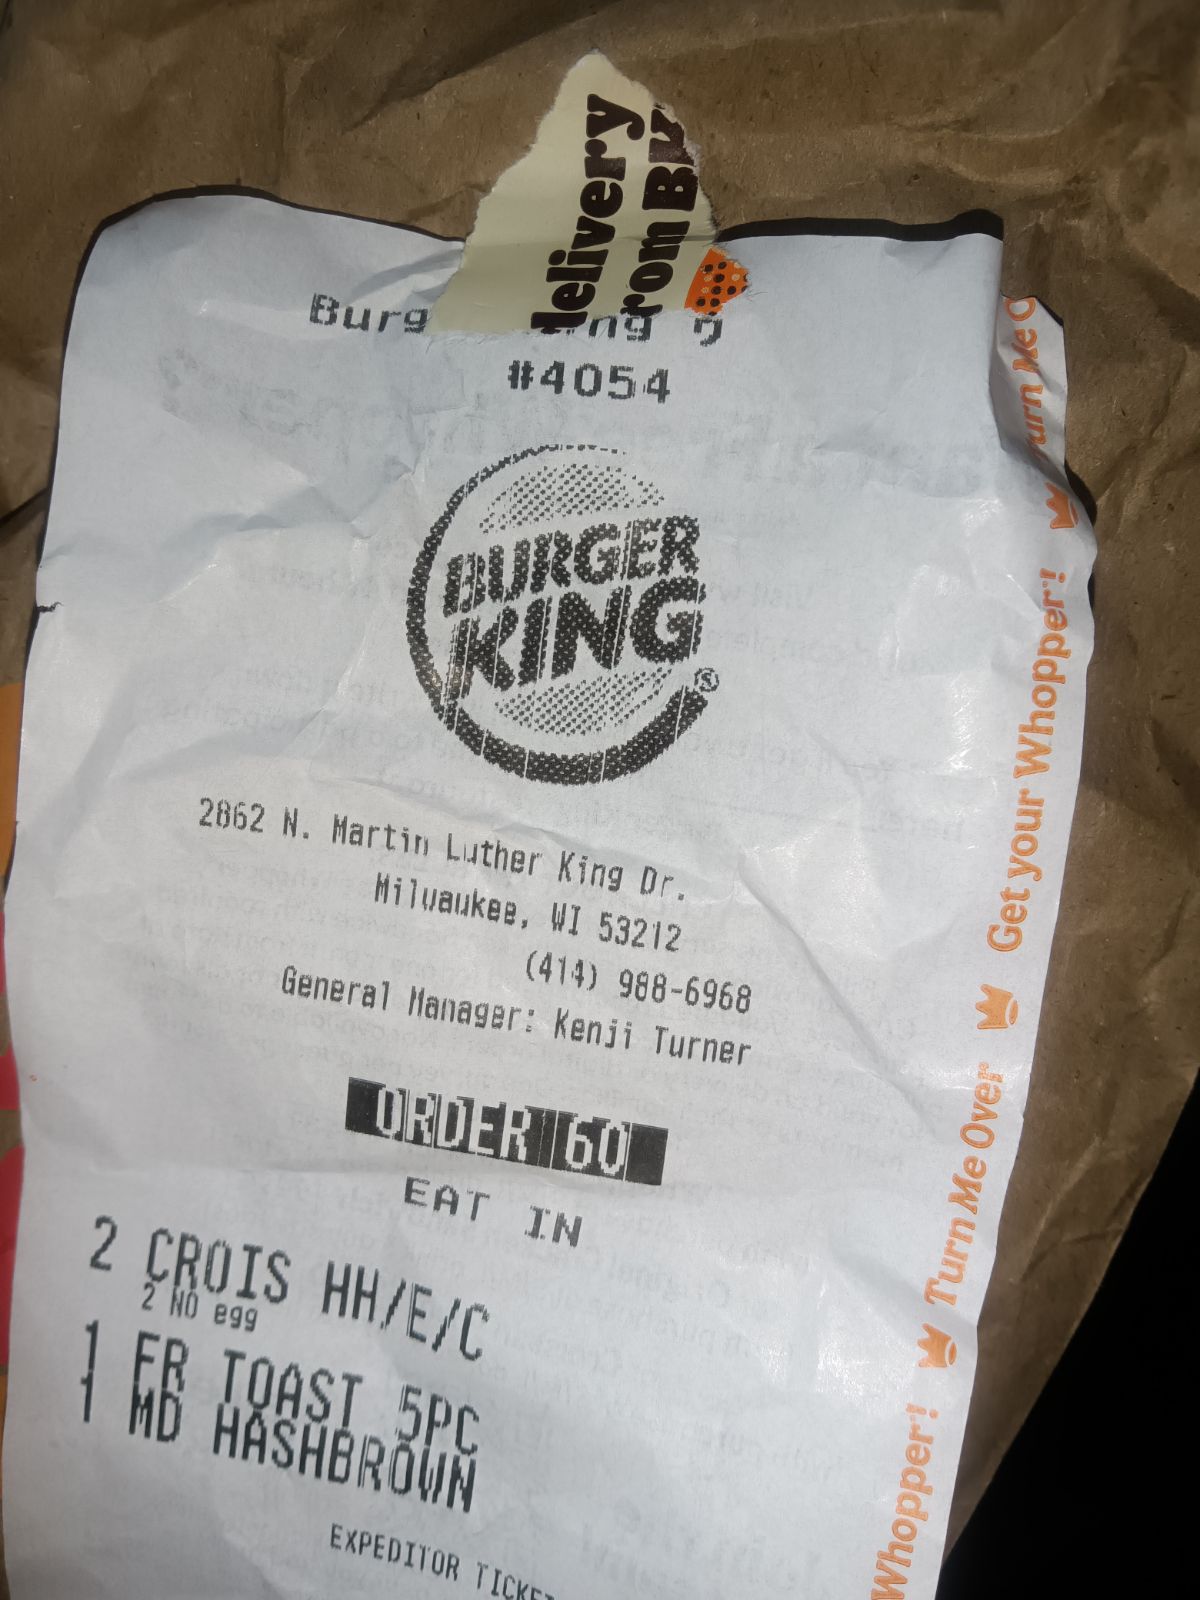 delivery
rom BK
Burg
#4054
BURGER
KING®
2862 N. Martin Luther King Dr.
Milwaukee, WI 53212
(414) 988-6968
General Manager: Kenji Turner
ORDER 60
EAT IN
2 CROIS HH/E/C
2 NO egg
1 FR TOAST 5PC
1 MD HASHBROWN
EXPEDITOR TICKET
Whopper! Turn Me Over Get your Whopper! Turn Me O